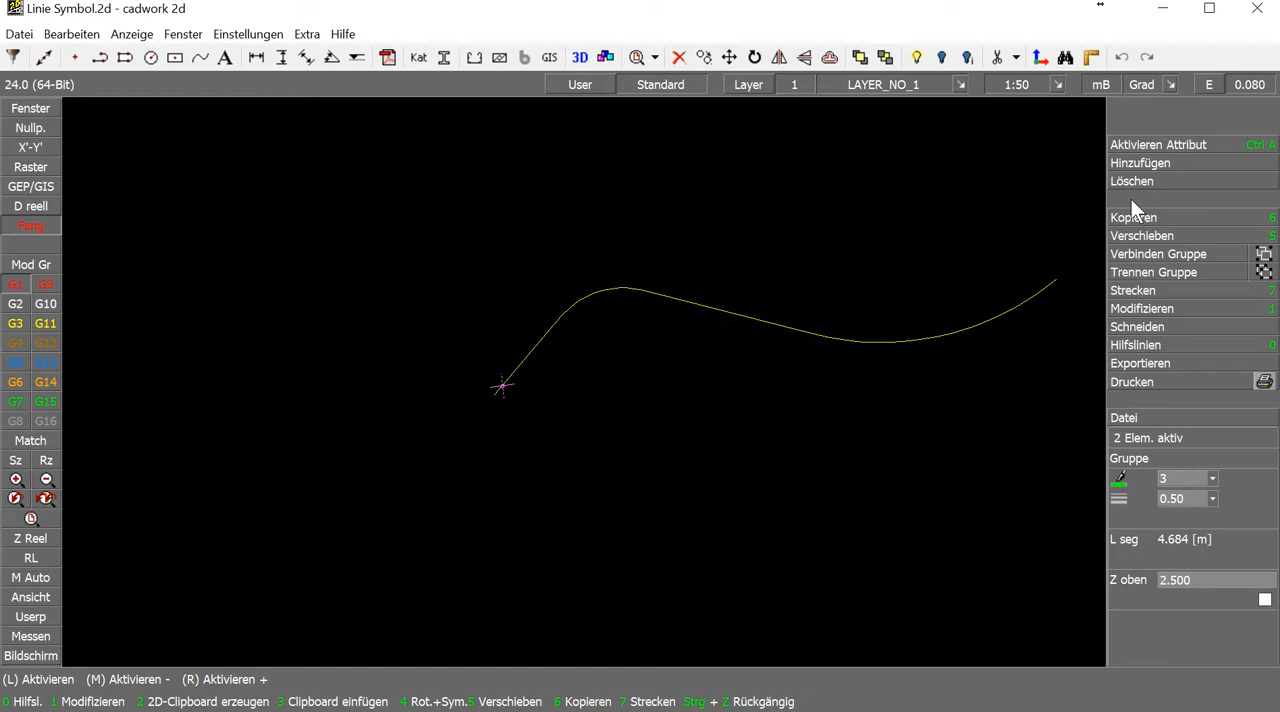 Linie Symbol.2d - cadwork 2d
Datei Bearbeiten Anzeige Fenster Einstellungen Extra Hilfe
A Kat GIS 3D
24.0 (64-Bit) User Standard Layer 1 LAYER_NO_1 1:50 mB Grad E 0.080
Fenster
Nullp.
X'-Y'
Raster
GEP/GIS
D reell
Fang
Mod Gr
G1 G9
G2 G10
G3 G11
G4 G12
G5 G13
G6 G14
G7 G15
G8 G16
Match
Sz Rz
Z Reel
RL
M Auto
Ansicht
Userp
Messen
Bildschirm
Aktivieren Attribut Ctrl A
Hinzufügen
Löschen
Kopieren 6
Verschieben 5
Verbinden Gruppe
Trennen Gruppe
Strecken 7
Modifizieren 1
Schneiden
Hilfslinien 0
Exportieren
Drucken
Datei
2 Elem. aktiv
Gruppe
3
0.50
L seg 4.684 [m]
Z oben 2.500
(L) Aktivieren (M) Aktivieren - (R) Aktivieren +
0 Hilfsl. 1 Modifizieren 2 2D-Clipboard erzeugen 3 Clipboard einfügen 4 Rot.+Sym. 5 Verschieben 6 Kopieren 7 Strecken Strg + Z Rückgängig